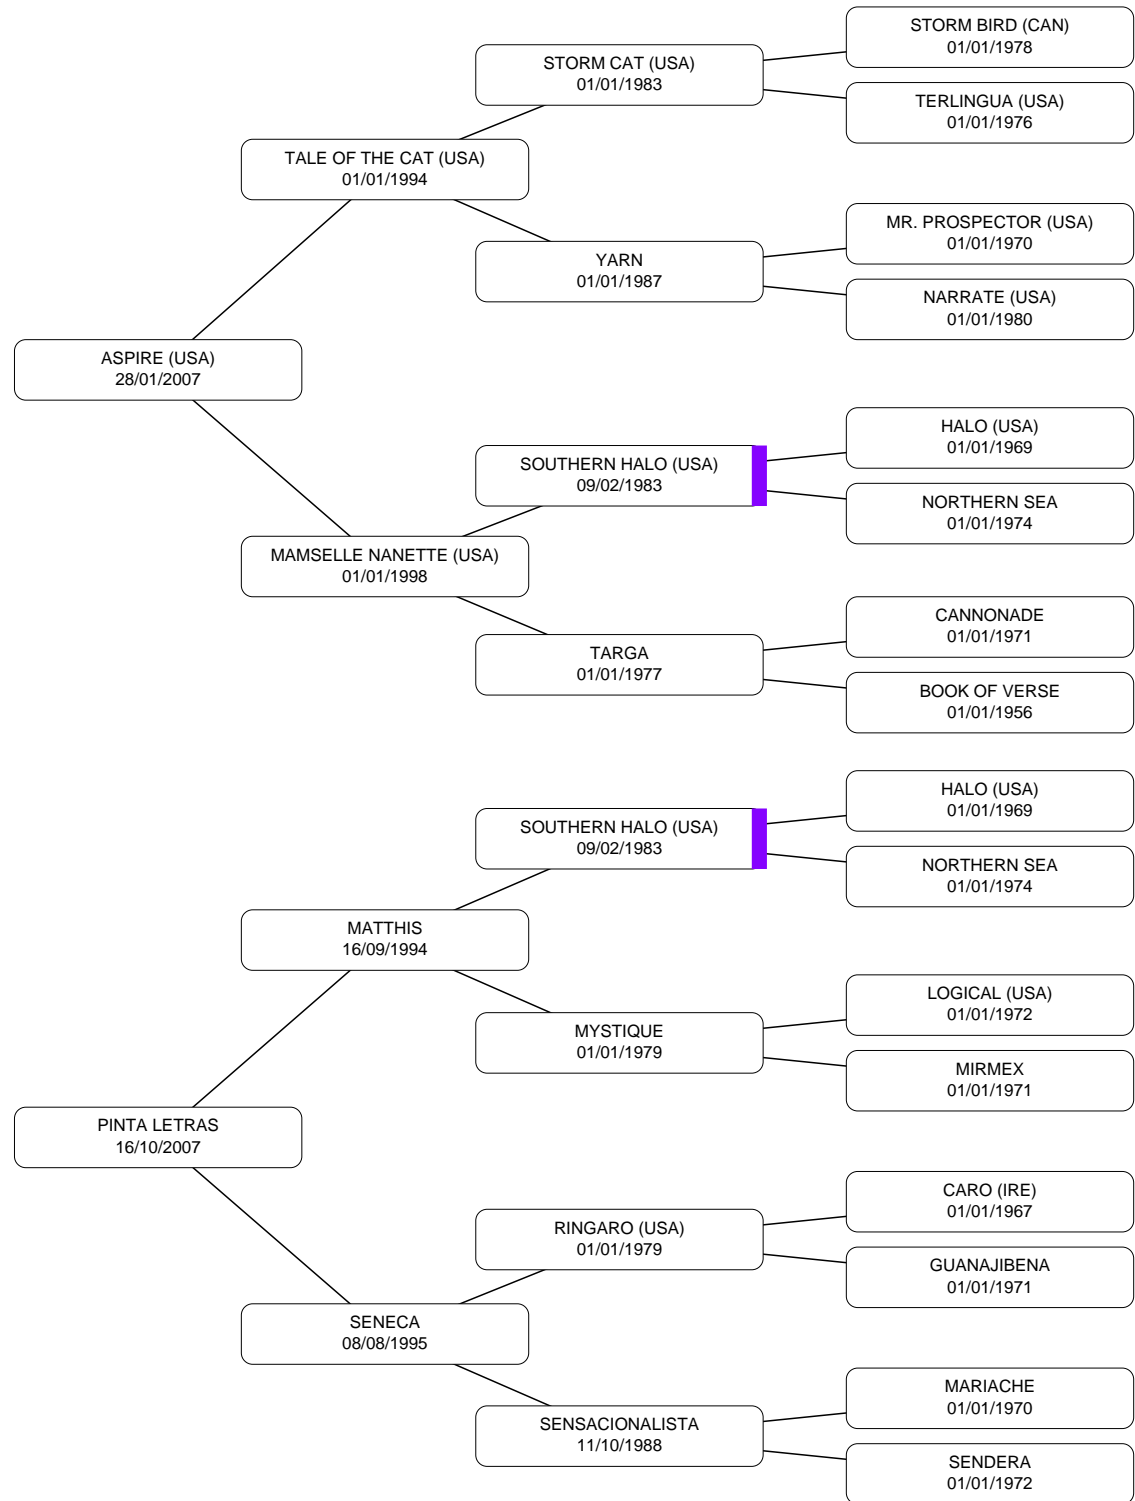 STORM BIRD (CAN)
01/01/1978
STORM CAT (USA)
01/01/1983
TERLINGUA (USA)
01/01/1976
TALE OF THE CAT (USA)
01/01/1994
MR. PROSPECTOR (USA)
01/01/1970
YARN
01/01/1987
NARRATE (USA)
01/01/1980
ASPIRE (USA)
28/01/2007
HALO (USA)
01/01/1969
SOUTHERN HALO (USA)
09/02/1983
NORTHERN SEA
01/01/1974
MAMSELLE NANETTE (USA)
01/01/1998
CANNONADE
01/01/1971
TARGA
01/01/1977
BOOK OF VERSE
01/01/1956
HALO (USA)
01/01/1969
SOUTHERN HALO (USA)
09/02/1983
NORTHERN SEA
01/01/1974
MATTHIS
16/09/1994
LOGICAL (USA)
01/01/1972
MYSTIQUE
01/01/1979
MIRMEX
01/01/1971
PINTA LETRAS
16/10/2007
CARO (IRE)
01/01/1967
RINGARO (USA)
01/01/1979
GUANAJIBENA
01/01/1971
SENECA
08/08/1995
MARIACHE
01/01/1970
SENSACIONALISTA
11/10/1988
SENDERA
01/01/1972